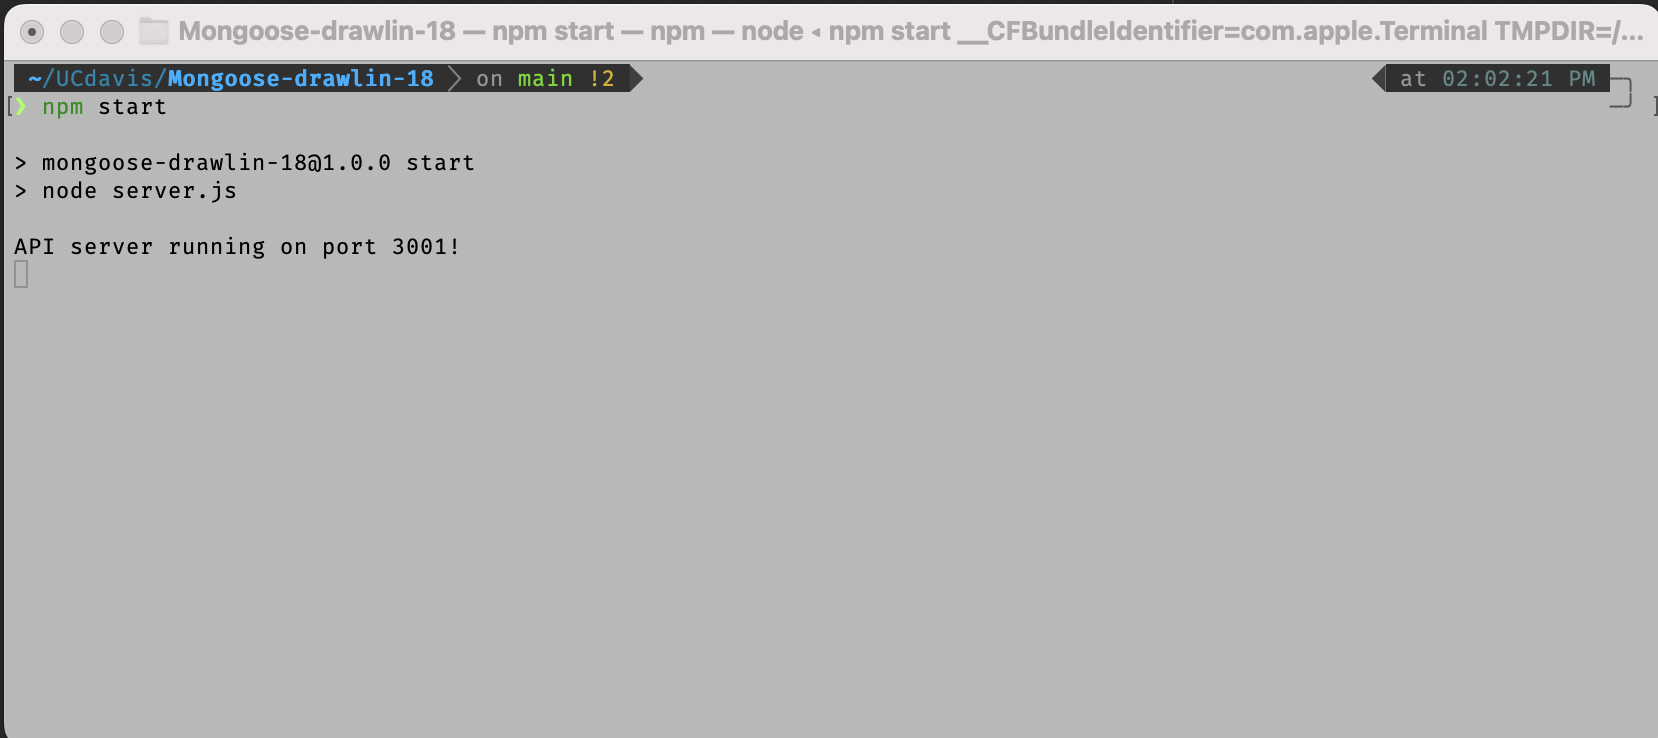 Mongoose-drawlin-18 — npm start — npm — node ◂ npm start __CFBundleIdentifier=com.apple.Terminal TMPDIR=/...
~/UCdavis/Mongoose-drawlin-18 on main !2 at 02:02:21 PM
[❯ npm start ]
> mongoose-drawlin-18@1.0.0 start
> node server.js
API server running on port 3001!